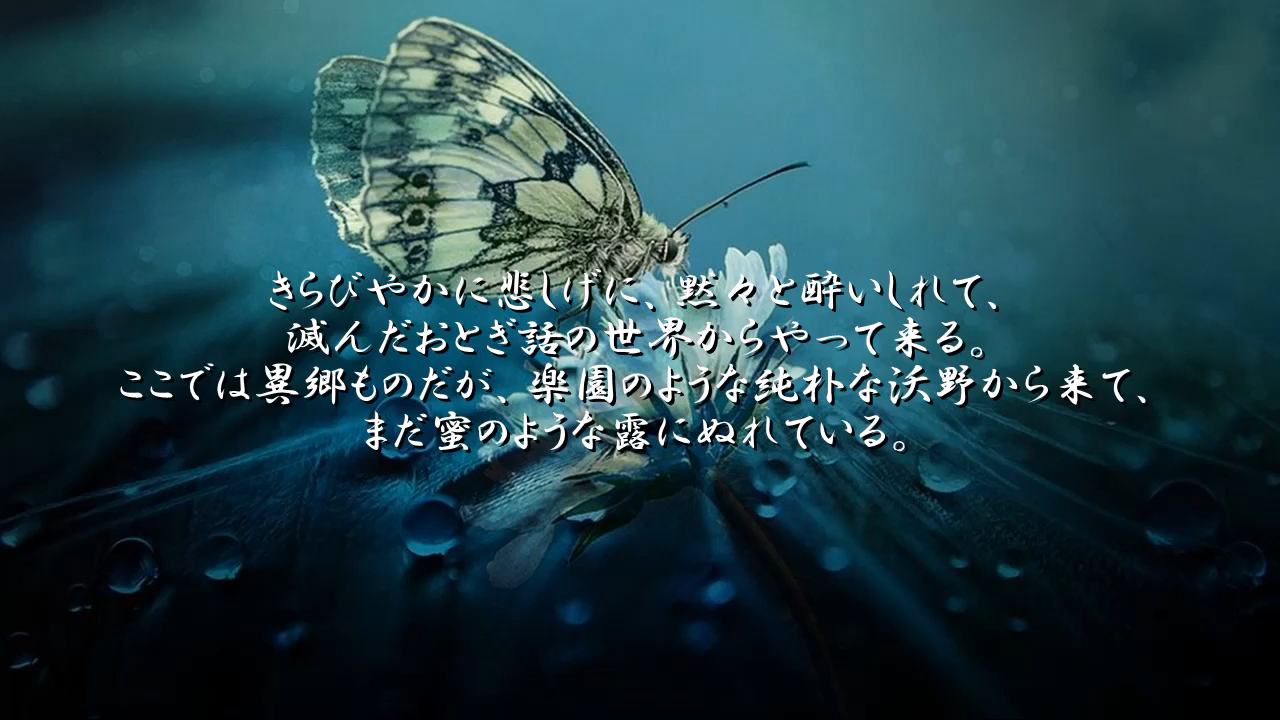 きらびやかに悲しげに、黙々と酔いしれて、
滅んだおとぎ話の世界からやって来る。
ここでは異郷ものだが、楽園のような純朴な沃野から来て、
まだ蜜のような露にぬれている。